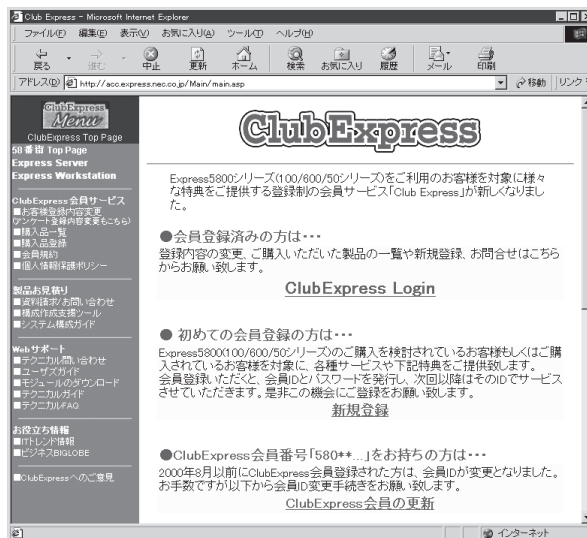 Club Express - Microsoft Internet Explorer
ファイル(F) 編集(E) 表示(V) お気に入り(A) ツール(T) ヘルプ(H)
戻る 進む 中止 更新 ホーム 検索 お気に入り 履歴 メール 印刷
アドレス(D) http://acc.express.nec.co.jp/Main/main.asp 移動 リンク
ClubExpress
Menu
ClubExpress Top Page
58番街 Top Page
Express Server
Express Workstation
ClubExpress会員サービス
■お客様登録内容変更
(アンケート登録内容変更もこちら)
■購入品一覧
■購入品登録
■会員規約
■個人情報保護ポリシー
製品お見積り
■資料請求/お問い合わせ
■構成作成支援ツール
■システム構成ガイド
Webサポート
■テクニカル問い合わせ
■ユーザズガイド
■モジュールのダウンロード
■テクニカルガイド
■テクニカルFAQ
お役立ち情報
■ITトレンド情報
■ビジネスBIGLOBE
■ClubExpressへのご意見
ClubExpress
Express5800シリーズ(100/600/50シリーズ)をご利用のお客様を対象に様々
な特典をご提供する登録制の会員サービス「Club Express」が新しくなりまし
た。
●会員登録済みの方は・・・
登録内容の変更、ご購入いただいた製品の一覧や新規登録、お問合せはこちら
からお願い致します。
ClubExpress Login
● 初めての会員登録の方は・・・
Express5800(100/600/50シリーズ)のご購入を検討されているお客様もしくはご購
入されているお客様を対象に、各種サービスや下記特典をご提供致します。
会員登録いただくと、会員IDとパスワードを発行し、次回以降はそのIDでサービス
させていただきます。是非この機会にご登録をお願い致します。
新規登録
●ClubExpress会員番号「580**...」をお持ちの方は・・・
2000年8月以前にClubExpress会員登録された方は、会員IDが変更となりました。
お手数ですが以下から会員ID変更手続きをお願い致します。
ClubExpress会員の更新
インターネット